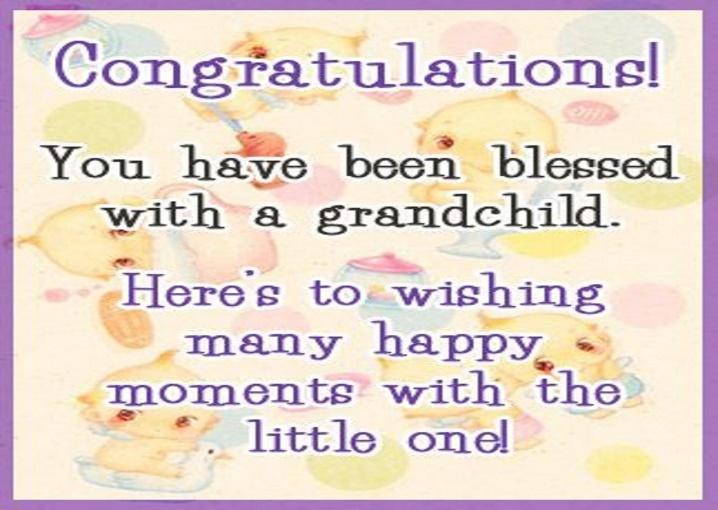 Congratulations!
You have been blessed
with a grandchild.
Here's to wishing
many happy
moments with the
little one!